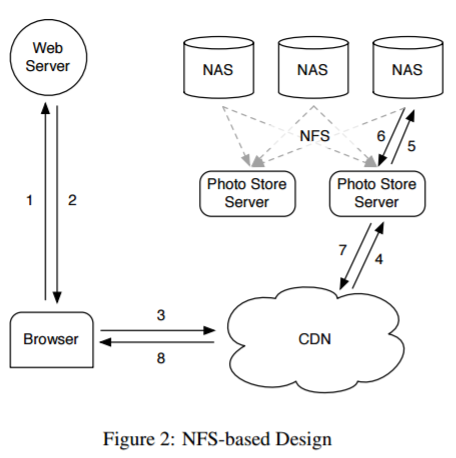 Web
Server
NAS
NAS
NAS
NFS
6
5
Photo Store
Server
Photo Store
Server
1
2
7
4
3
Browser
CDN
8
Figure 2: NFS-based Design